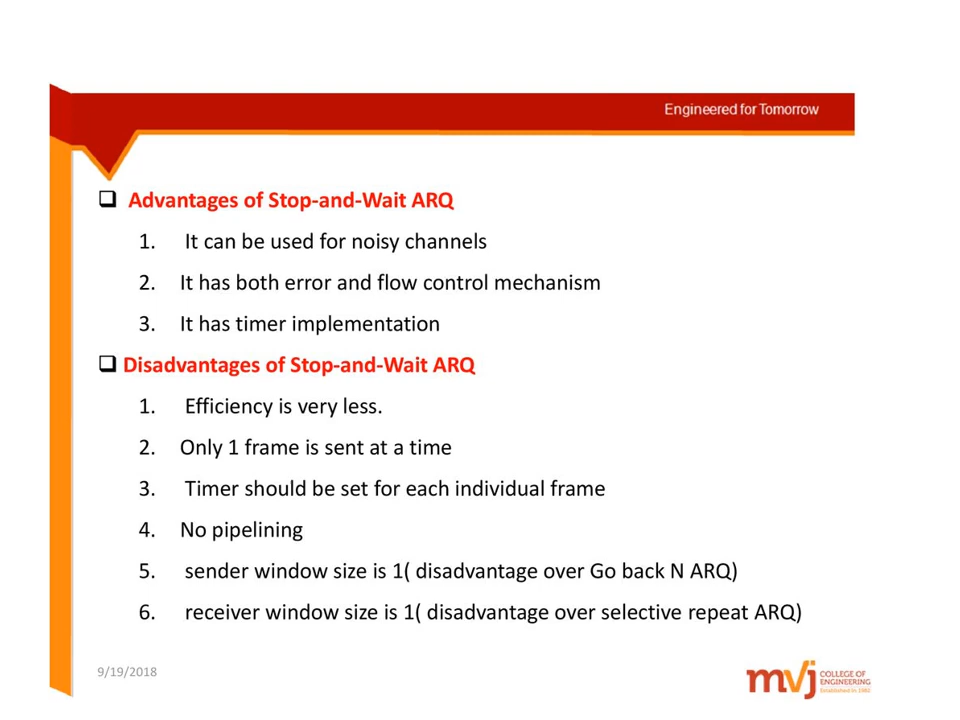 Engineered for Tomorrow
Advantages of Stop-and-Wait ARQ
1. It can be used for noisy channels
2. It has both error and flow control mechanism
3. It has timer implementation
Disadvantages of Stop-and-Wait ARQ
1. Efficiency is very less.
2. Only 1 frame is sent at a time
3. Timer should be set for each individual frame
4. No pipelining
5. sender window size is 1( disadvantage over Go back N ARQ)
6. receiver window size is 1( disadvantage over selective repeat ARQ)
9/19/2018
mvj COLLEGE OF
ENGINEERING
Established in 1982